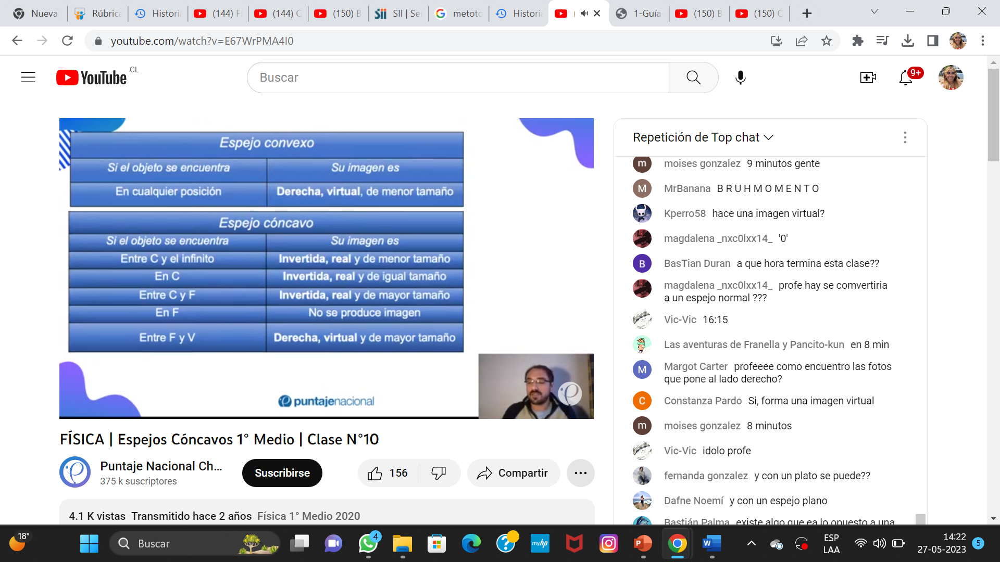 Nueva
Rúbric
Histori
(144) F
(144) C
(150) B
SII | Se
metoto
Histori
1-Guía
(150) B
(150) C
youtube.com/watch?v=E67WrPMA4I0
YouTube CL
Buscar
9+
Espejo convexo
Si el objeto se encuentra
Su imagen es
En cualquier posición
Derecha, virtual, de menor tamaño
Espejo cóncavo
Si el objeto se encuentra
Su imagen es
Entre C y el infinito
Invertida, real y de menor tamaño
En C
Invertida, real y de igual tamaño
Entre C y F
Invertida, real y de mayor tamaño
En F
No se produce imagen
Entre F y V
Derecha, virtual y de mayor tamaño
puntajenacional
FÍSICA | Espejos Cóncavos 1° Medio | Clase N°10
Puntaje Nacional Ch...
375 k suscriptores
Suscribirse
156
Compartir
4.1 K vistas Transmitido hace 2 años Física 1° Medio 2020
Repetición de Top chat
m moises gonzalez 9 minutos gente
M MrBanana B R U H M O M E N T O
Kperro58 hace una imagen virtual?
magdalena _nxc0lxx14_ '0'
B BasTian Duran a que hora termina esta clase??
magdalena _nxc0lxx14_ profe hay se comvertiria
a un espejo normal ???
Vic-Vic 16:15
Las aventuras de Franella y Pancito-kun en 8 min
M Margot Carter profeeee como encuentro las fotos
que pone al lado derecho?
C Constanza Pardo Si, forma una imagen virtual
m moises gonzalez 8 minutos
Vic-Vic idolo profe
fernanda gonzalez y con un plato se puede??
Dafne Noemí y con un espejo plano
Bastián Palma existe algo que ea lo opuesto a una
18°
Buscar
4
myhp
ESP
LAA
14:22
27-05-2023
5